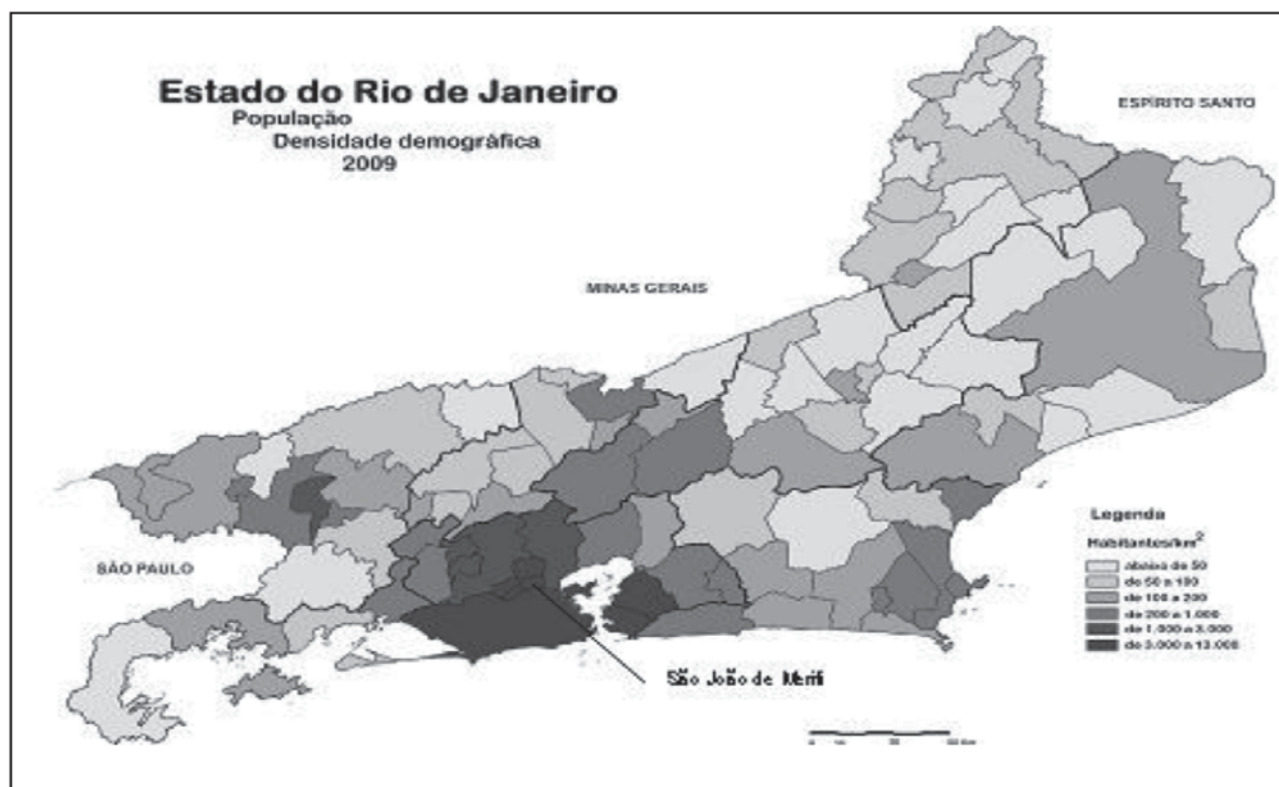 Estado do Rio de Janeiro
População
Densidade demográfica
2009
ESPÍRITO SANTO
MINAS GERAIS
SÃO PAULO
Legenda
Habitantes/km²
abaixo de 50
de 50 a 100
de 100 a 200
de 200 a 1.000
de 1.000 a 3.000
de 3.000 a 13.000
São João de Meriti